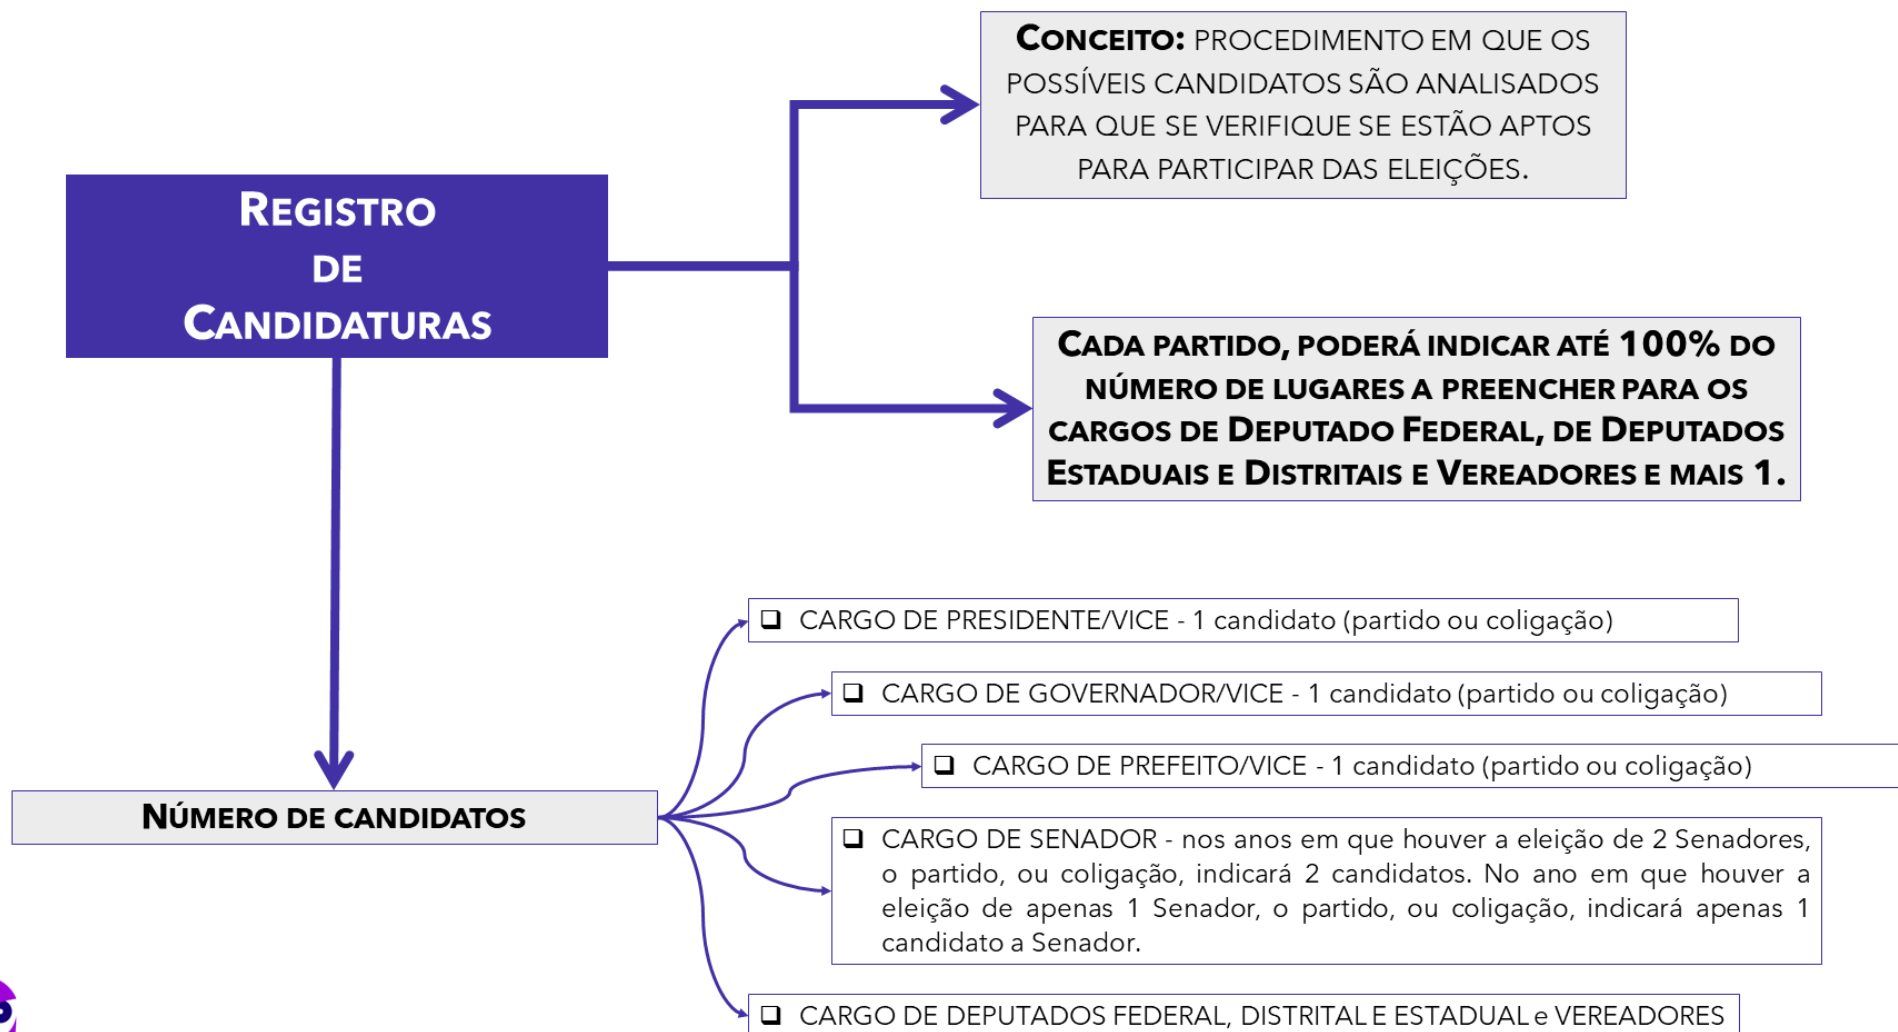 CONCEITO: PROCEDIMENTO EM QUE OS
POSSÍVEIS CANDIDATOS SÃO ANALISADOS
PARA QUE SE VERIFIQUE SE ESTÃO APTOS
PARA PARTICIPAR DAS ELEIÇÕES.
REGISTRO
DE
CANDIDATURAS
CADA PARTIDO, PODERÁ INDICAR ATÉ 100% DO
NÚMERO DE LUGARES A PREENCHER PARA OS
CARGOS DE DEPUTADO FEDERAL, DE DEPUTADOS
ESTADUAIS E DISTRITAIS E VEREADORES E MAIS 1.
CARGO DE PRESIDENTE/VICE - 1 candidato (partido ou coligação)
CARGO DE GOVERNADOR/VICE - 1 candidato (partido ou coligação)
CARGO DE PREFEITO/VICE - 1 candidato (partido ou coligação)
NÚMERO DE CANDIDATOS
CARGO DE SENADOR - nos anos em que houver a eleição de 2 Senadores,
o partido, ou coligação, indicará 2 candidatos. No ano em que houver a
eleição de apenas 1 Senador, o partido, ou coligação, indicará apenas 1
candidato a Senador.
CARGO DE DEPUTADOS FEDERAL, DISTRITAL E ESTADUAL e VEREADORES